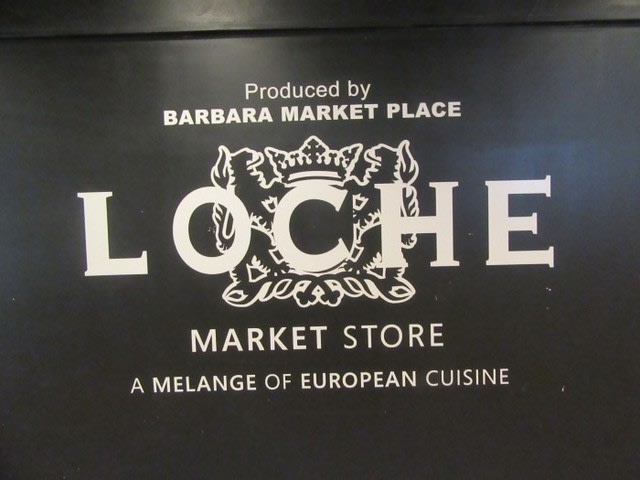 Produced by
BARBARA MARKET PLACE
LOCHE
MARKET STORE
A MELANGE OF EUROPEAN CUISINE